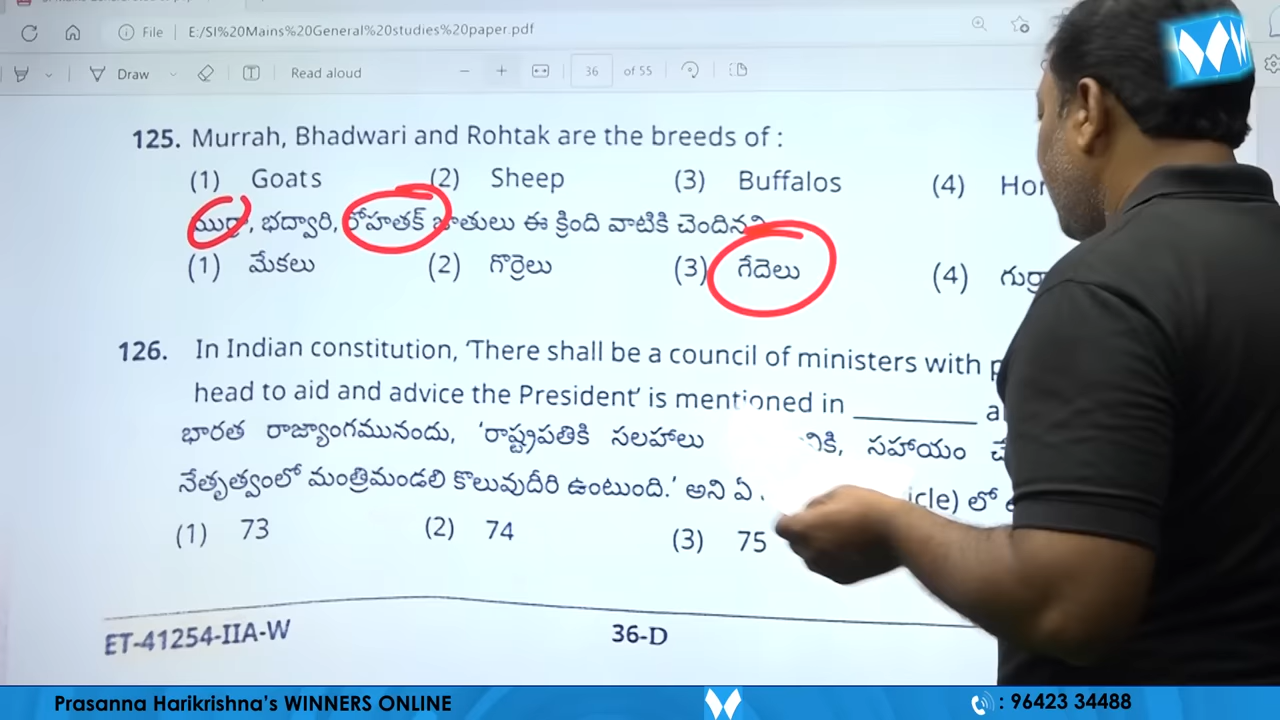 File E:/SI%20Mains%20General%20studies%20paper.pdf
Draw Read aloud 36 of 55
125. Murrah, Bhadwari and Rohtak are the breeds of :
(1) Goats (2) Sheep (3) Buffalos (4)
ముర్రా, భద్వారి, రోహతక్ జాతులు ఈ క్రింది వాటికి చెందినవి
(1) మేకలు (2) గొర్రెలు (3) గేదెలు (4)
126. In Indian constitution, 'There shall be a council of ministers with
head to aid and advice the President' is mentioned in ________
భారత రాజ్యాంగమునందు, 'రాష్ట్రపతికి సలహాలు సహాయం
నేతృత్వంలో మంత్రిమండలి కొలువుదీరి ఉంటుంది.' అని ఏ లో
(1) 73 (2) 74 (3) 75
ET-41254-IIA-W 36-D
Prasanna Harikrishna's WINNERS ONLINE : 96423 34488